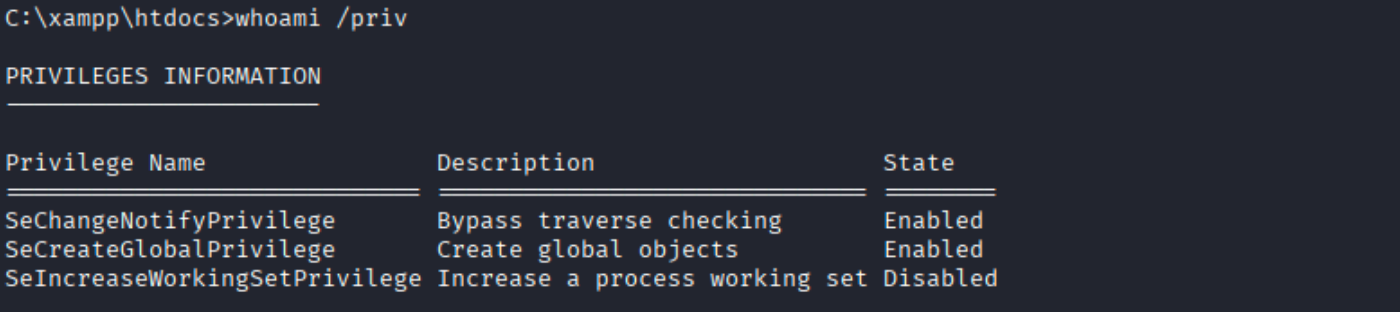 C:\xampp\htdocs>whoami /priv
PRIVILEGES INFORMATION
Privilege Name Description State
SeChangeNotifyPrivilege Bypass traverse checking Enabled
SeCreateGlobalPrivilege Create global objects Enabled
SeIncreaseWorkingSetPrivilege Increase a process working set Disabled